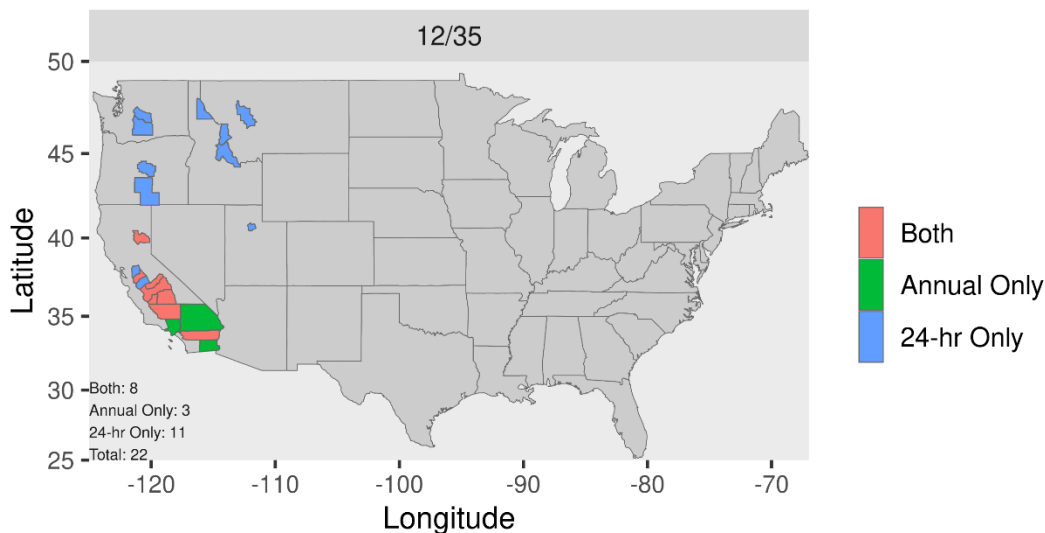 12/35
50
45
40
35
30
25
Latitude
Both: 8
Annual Only: 3
24-hr Only: 11
Total: 22
-120 -110 -100 -90 -80 -70
Longitude
Both
Annual Only
24-hr Only